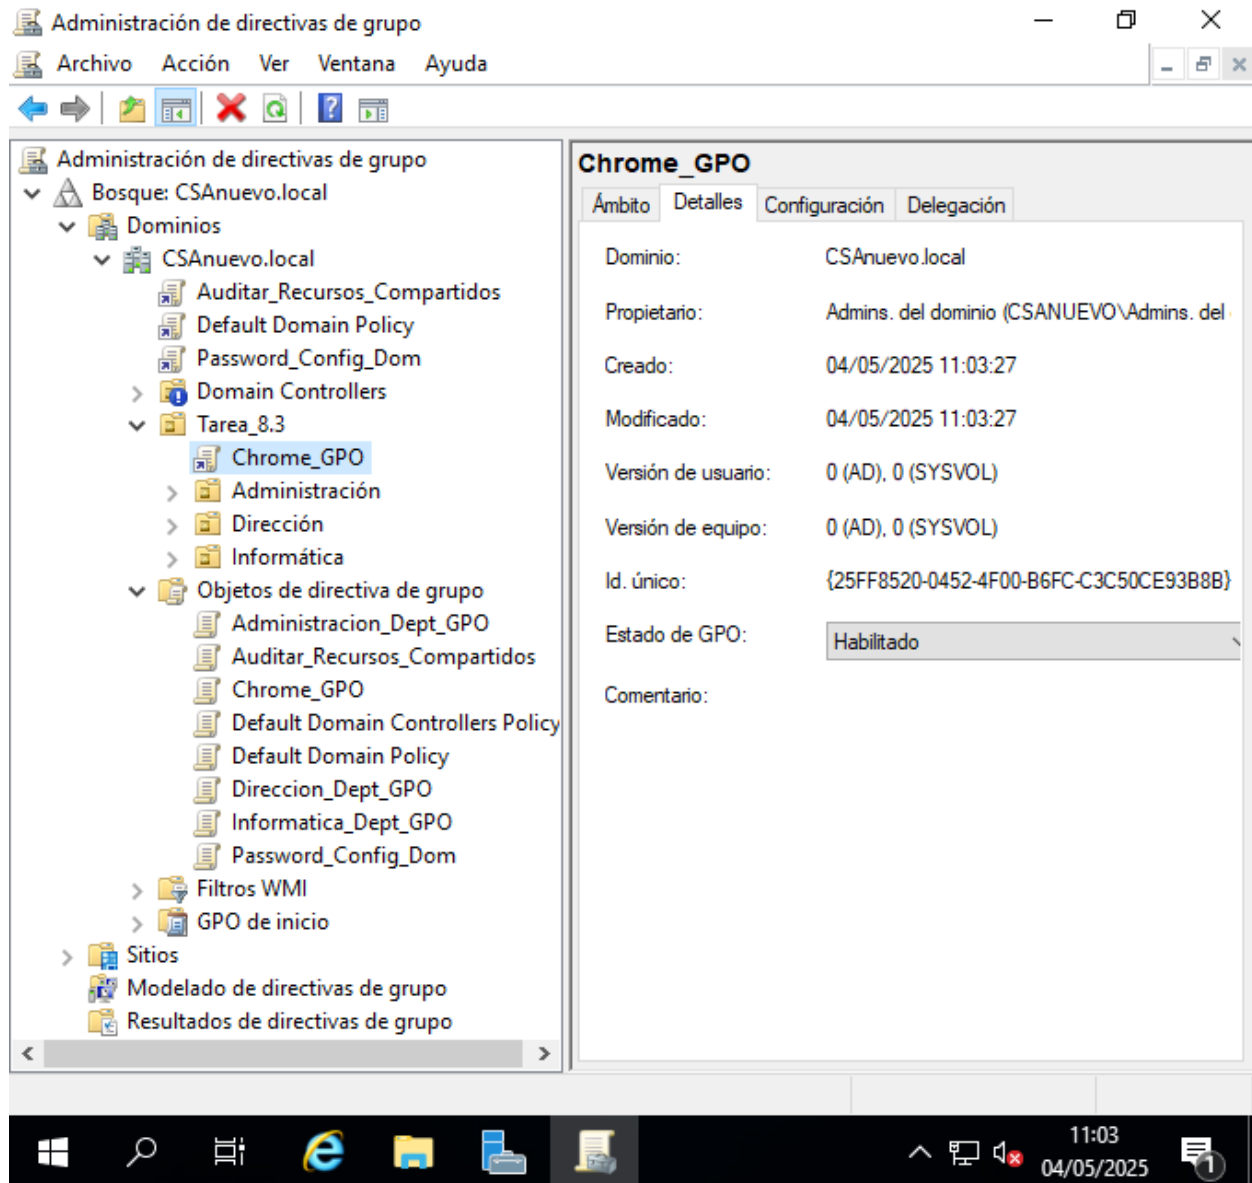 Administración de directivas de grupo
Archivo Acción Ver Ventana Ayuda
Administración de directivas de grupo
Bosque: CSAnuevo.local
Dominios
CSAnuevo.local
Auditar_Recursos_Compartidos
Default Domain Policy
Password_Config_Dom
Domain Controllers
Tarea_8.3
Chrome_GPO
Administración
Dirección
Informática
Objetos de directiva de grupo
Administracion_Dept_GPO
Auditar_Recursos_Compartidos
Chrome_GPO
Default Domain Controllers Policy
Default Domain Policy
Direccion_Dept_GPO
Informatica_Dept_GPO
Password_Config_Dom
Filtros WMI
GPO de inicio
Sitios
Modelado de directivas de grupo
Resultados de directivas de grupo
Chrome_GPO
Ámbito Detalles Configuración Delegación
Dominio: CSAnuevo.local
Propietario: Admins. del dominio (CSANUEVO\Admins. del
Creado: 04/05/2025 11:03:27
Modificado: 04/05/2025 11:03:27
Versión de usuario: 0 (AD), 0 (SYSVOL)
Versión de equipo: 0 (AD), 0 (SYSVOL)
Id. único: {25FF8520-0452-4F00-B6FC-C3C50CE93B8B}
Estado de GPO: Habilitado
Comentario:
11:03
04/05/2025
1